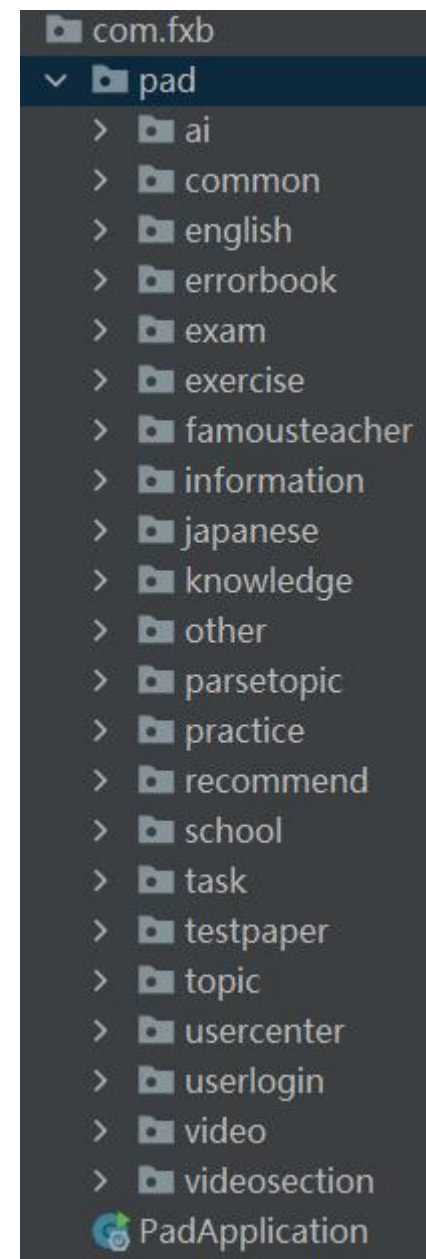 com.fxb
pad
ai
common
english
errorbook
exam
exercise
famousteacher
information
japanese
knowledge
other
parsetopic
practice
recommend
school
task
testpaper
topic
usercenter
userlogin
video
videosection
PadApplication